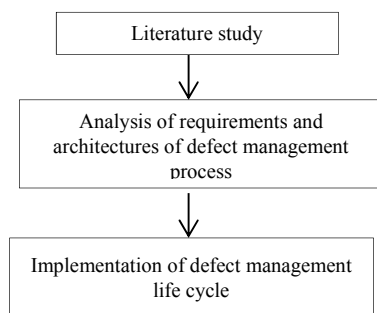 Literature study
Analysis of requirements and
architectures of defect management
process
Implementation of defect management
life cycle